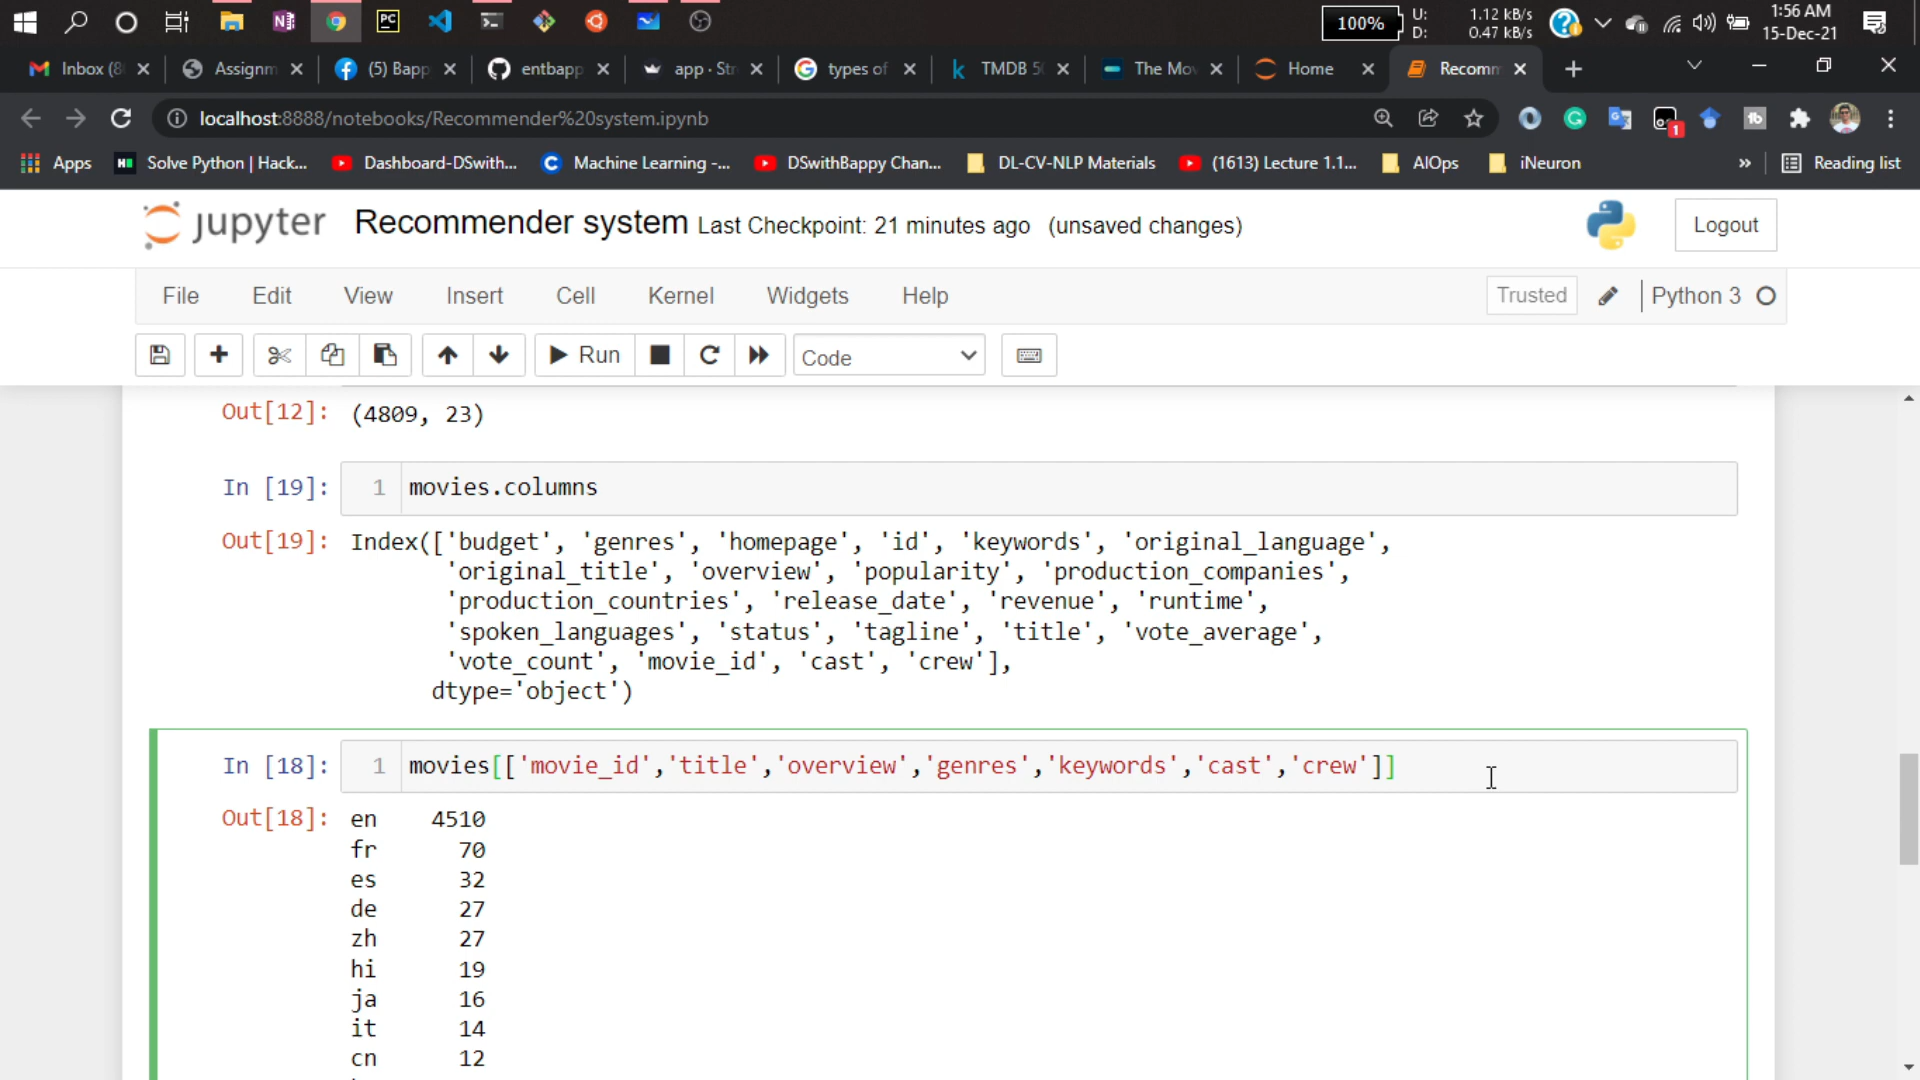 100% U: 1.12 kB/s 1:56 AM
D: 0.47 kB/s 15-Dec-21
Inbox (8 Assignm (5) Bapp entbapp app · Str types of TMDB 5 The Mov Home Recomm
localhost:8888/notebooks/Recommender%20system.ipynb
Apps Solve Python | Hack... Dashboard-DSwith... Machine Learning -... DSwithBappy Chan... DL-CV-NLP Materials (1613) Lecture 1.1... AIOps iNeuron » Reading list
jupyter Recommender system Last Checkpoint: 21 minutes ago (unsaved changes) Logout
File Edit View Insert Cell Kernel Widgets Help Trusted Python 3
Run Code
Out[12]: (4809, 23)
In [19]: 1 movies.columns
Out[19]: Index(['budget', 'genres', 'homepage', 'id', 'keywords', 'original_language',
'original_title', 'overview', 'popularity', 'production_companies',
'production_countries', 'release_date', 'revenue', 'runtime',
'spoken_languages', 'status', 'tagline', 'title', 'vote_average',
'vote_count', 'movie_id', 'cast', 'crew'],
dtype='object')
In [18]: 1 movies[['movie_id','title','overview','genres','keywords','cast','crew']]
Out[18]: en 4510
fr 70
es 32
de 27
zh 27
hi 19
ja 16
it 14
cn 12